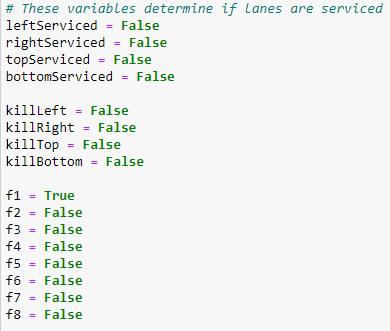 # These variables determine if lanes are serviced
leftServiced = False
rightServiced = False
topServiced = False
bottomServiced = False
killLeft = False
killRight = False
killTop = False
killBottom = False
f1 = True
f2 = False
f3 = False
f4 = False
f5 = False
f6 = False
f7 = False
f8 = False